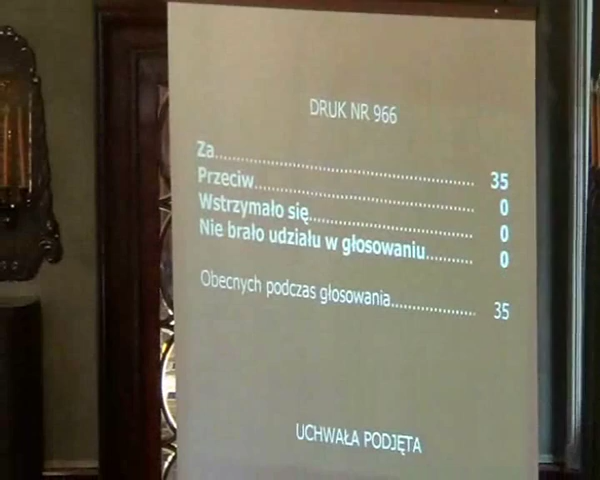 DRUK NR 966
Za.......................................................... 35
Przeciw.................................................. 0
Wstrzymało się..................................... 0
Nie brało udziału w głosowaniu.......... 0
Obecnych podczas głosowania.................. 35
UCHWAŁA PODJĘTA